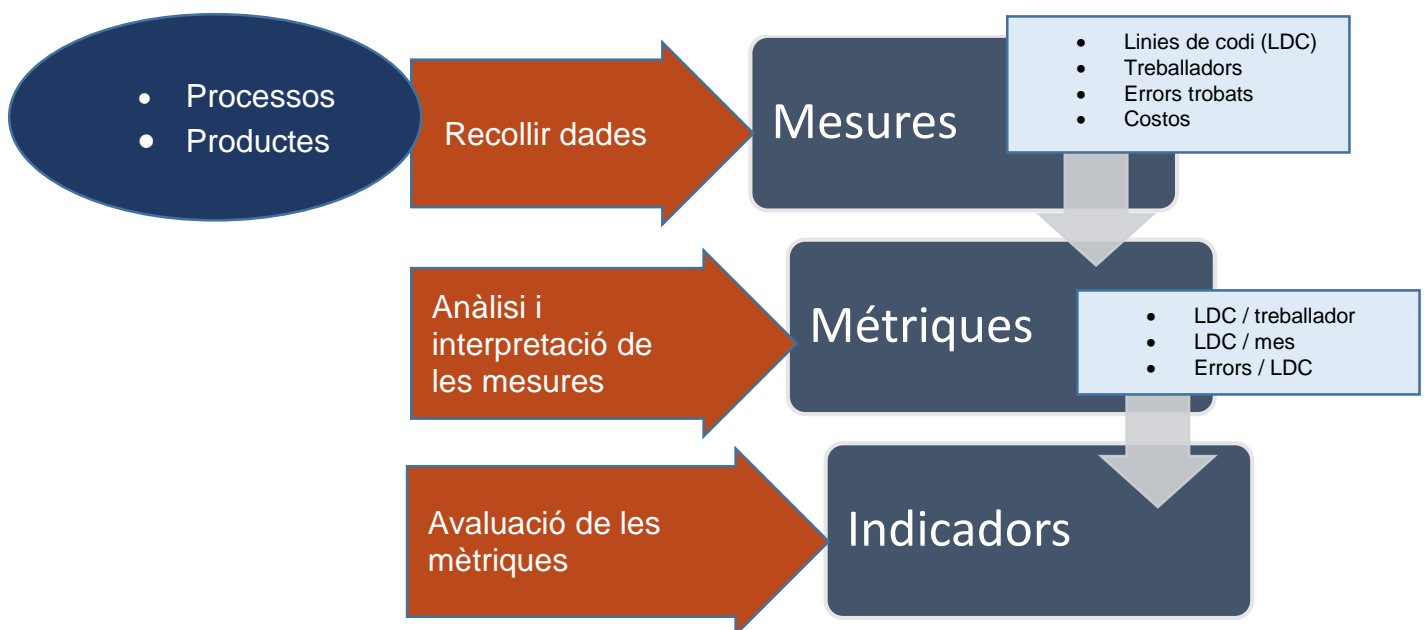 • Processos
• Productes
Recollir dades
Mesures
• Linies de codi (LDC)
• Treballadors
• Errors trobats
• Costos
Anàlisi i
interpretació de
les mesures
Métriques
• LDC / treballador
• LDC / mes
• Errors / LDC
Avaluació de les
mètriques
Indicadors